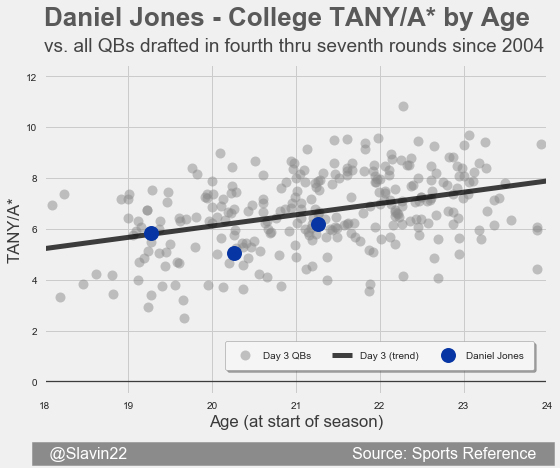 Daniel Jones - College TANY/A* by Age
vs. all QBs drafted in fourth thru seventh rounds since 2004
12
10
8
6
4
2
0
TANY/A*
Day 3 QBs
Day 3 (trend)
Daniel Jones
18 19 20 21 22 23 24
Age (at start of season)
@Slavin22
Source: Sports Reference